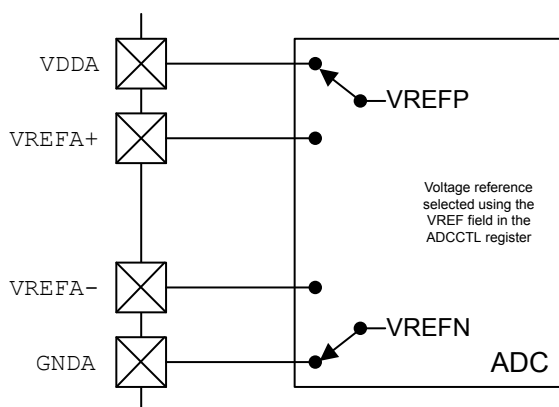 VDDA
VREFP
VREFA+
Voltage reference
selected using the
VREF field in the
ADCCTL register
VREFA-
VREFN
GNDA
ADC